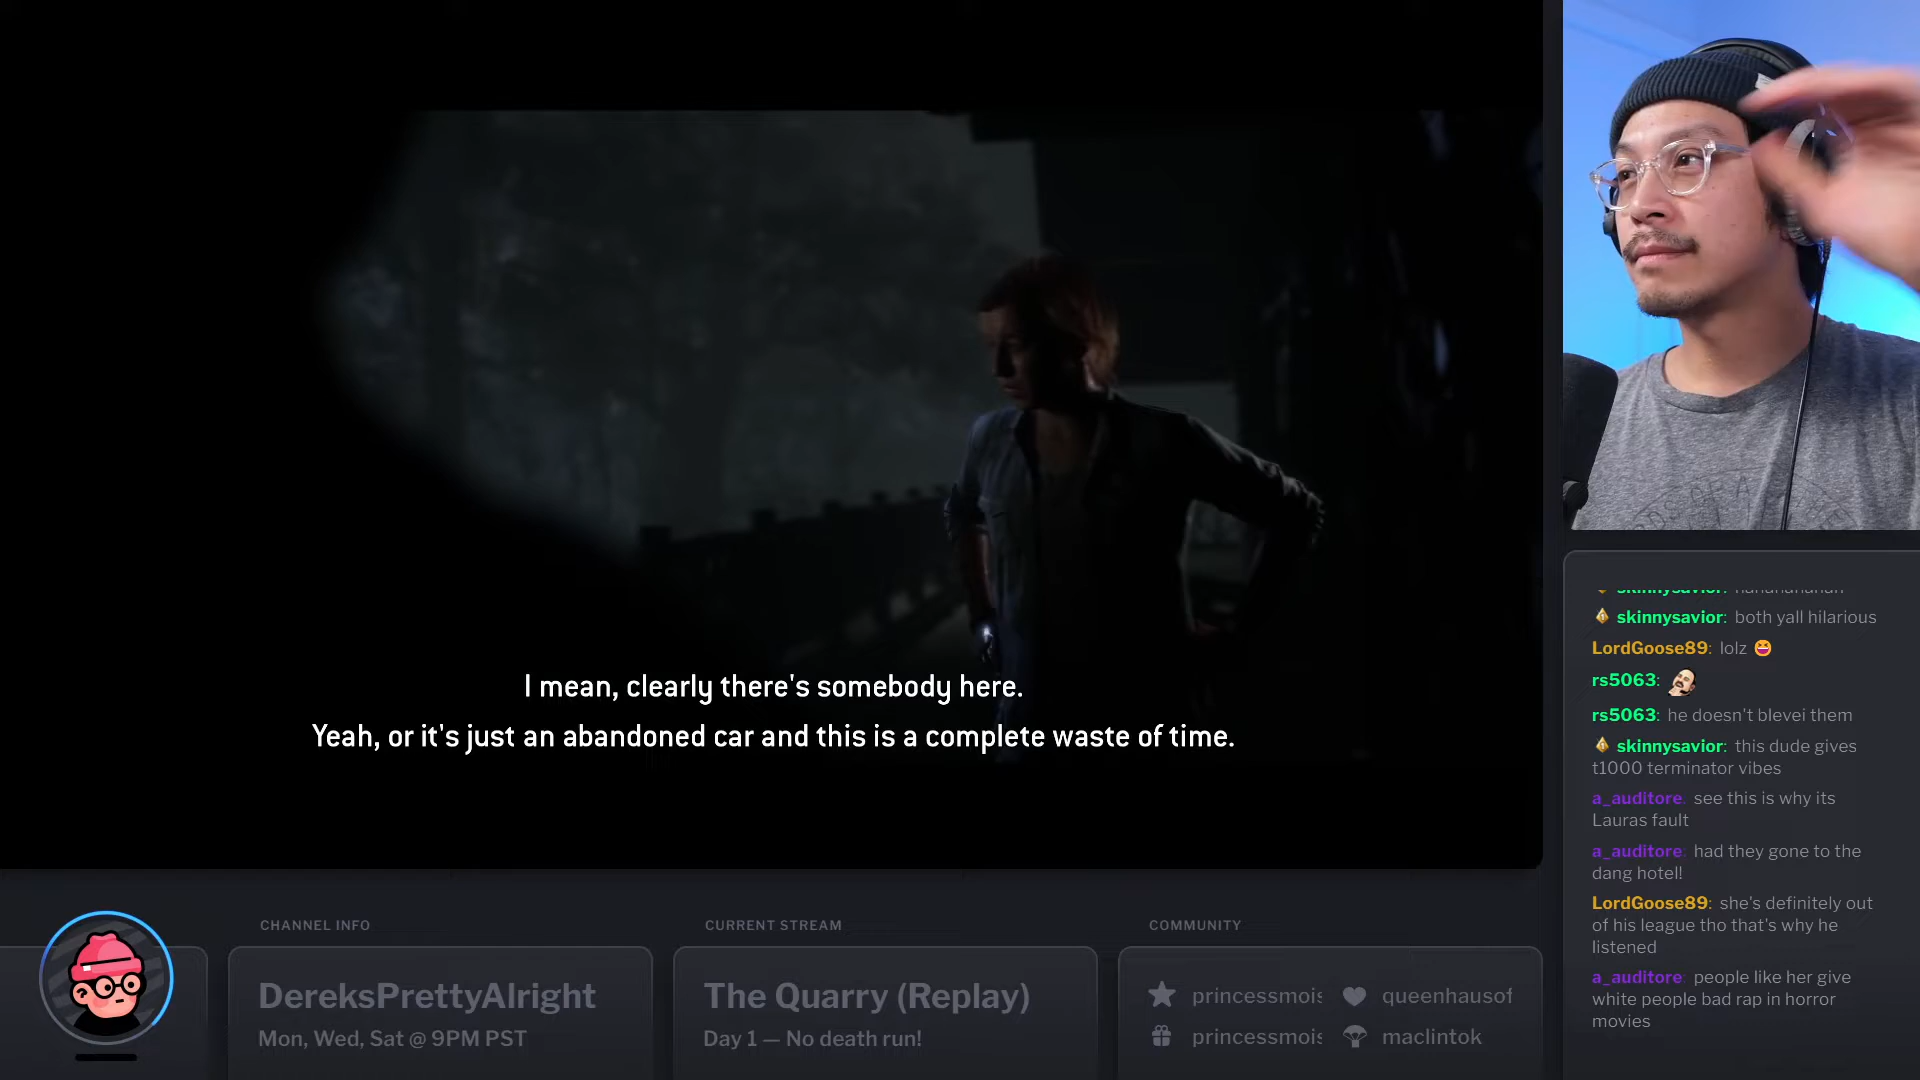 I mean, clearly there's somebody here.
Yeah, or it's just an abandoned car and this is a complete waste of time.
skinnysavior: hahahahahah
skinnysavior: both yall hilarious
LordGoose89: lolz 😆
rs5063:
rs5063: he doesn't blevei them
skinnysavior: this dude gives
t1000 terminator vibes
a_auditore: see this is why its
Lauras fault
a_auditore: had they gone to the
dang hotel!
LordGoose89: she's definitely out
of his league tho that's why he
listened
a_auditore: people like her give
white people bad rap in horror
movies
CHANNEL INFO
DereksPrettyAlright
Mon, Wed, Sat @ 9PM PST
CURRENT STREAM
The Quarry (Replay)
Day 1 — No death run!
COMMUNITY
princessmois
queenhausof
princessmois
maclintok